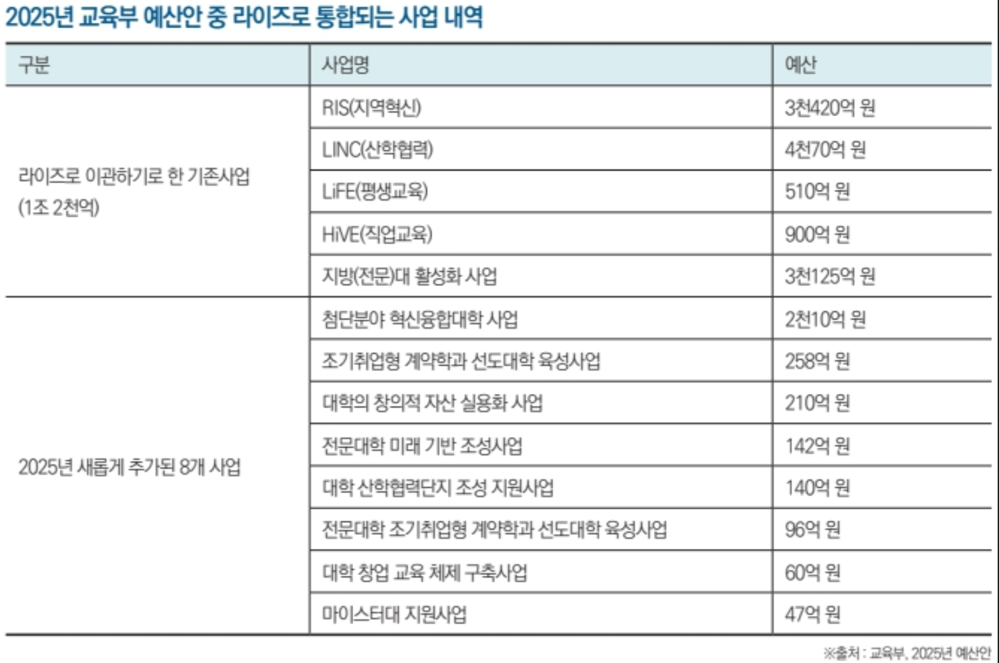 2025년 교육부 예산안 중 라이즈로 통합되는 사업 내역
구분 사업명 예산
라이즈로 이관하기로 한 기존사업
(1조 2천억)
RIS(지역혁신) 3천420억 원
LINC(산학협력) 4천70억 원
LiFE(평생교육) 510억 원
HiVE(직업교육) 900억 원
지방(전문)대 활성화 사업 3천125억 원
2025년 새롭게 추가된 8개 사업
첨단분야 혁신융합대학 사업 2천10억 원
조기취업형 계약학과 선도대학 육성사업 258억 원
대학의 창의적 자산 실용화 사업 210억 원
전문대학 미래 기반 조성사업 142억 원
대학 산학협력단지 조성 지원사업 140억 원
전문대학 조기취업형 계약학과 선도대학 육성사업 96억 원
대학 창업 교육 체제 구축사업 60억 원
마이스터대 지원사업 47억 원
※출처 : 교육부, 2025년 예산안